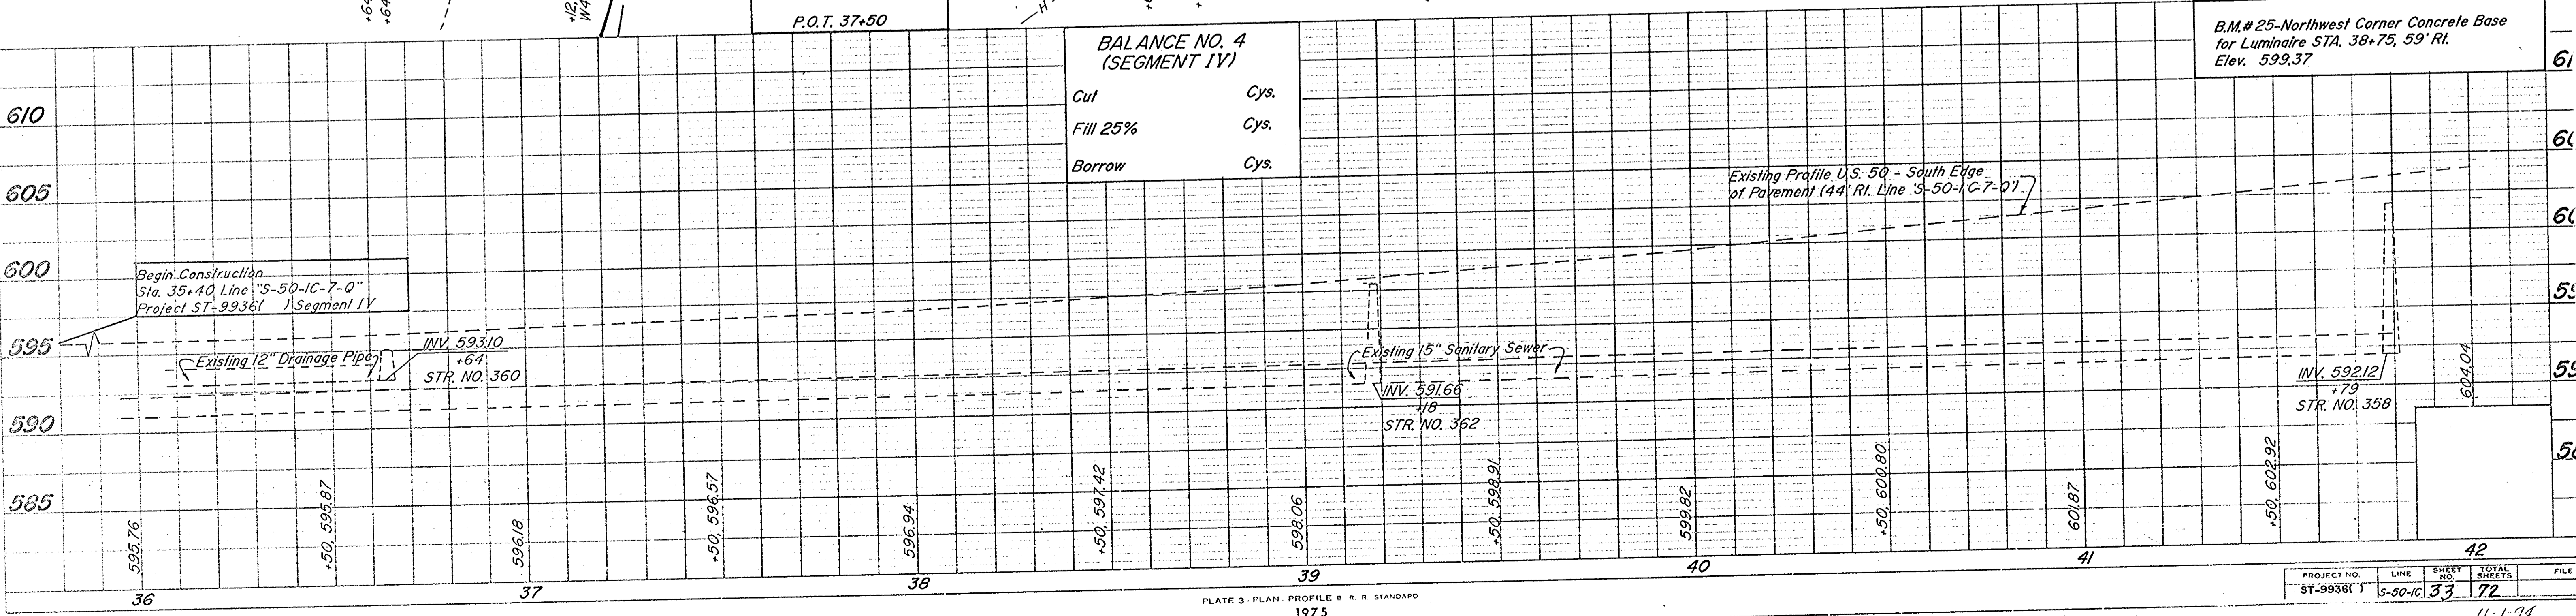 P.O.T. 37+50
BALANCE NO. 4
(SEGMENT IV)
Cut Cys.
Fill 25% Cys.
Borrow Cys.
B.M.# 25-Northwest Corner Concrete Base
for Luminaire STA. 38+75, 59' Rt.
Elev. 599.37
610
605
600
595
590
585
Existing Profile U.S. 50 - South Edge
of Pavement (44' Rt. Line 'S-50-1C-7-0')
Begin Construction
Sta. 35+40 Line "S-50-1C-7-0"
Project ST-9936( ) Segment IV
Existing 12" Drainage Pipe
INV. 593.10
+64
STR. NO. 360
Existing 15" Sanitary Sewer
INV. 591.66
+18
STR. NO. 362
INV. 592.12
+79
STR. NO. 358
595.76
+50, 595.87
596.18
+50, 596.57
596.94
+50, 597.42
598.06
+50, 598.91
599.82
+50, 600.80
601.87
+50, 602.92
604.04
36
37
38
39
40
41
42
PLATE 3 - PLAN - PROFILE B. R. R. STANDARD
1975
PROJECT NO. LINE SHEET NO. TOTAL SHEETS FILE
ST-9936( ) S-50-1C 33 72